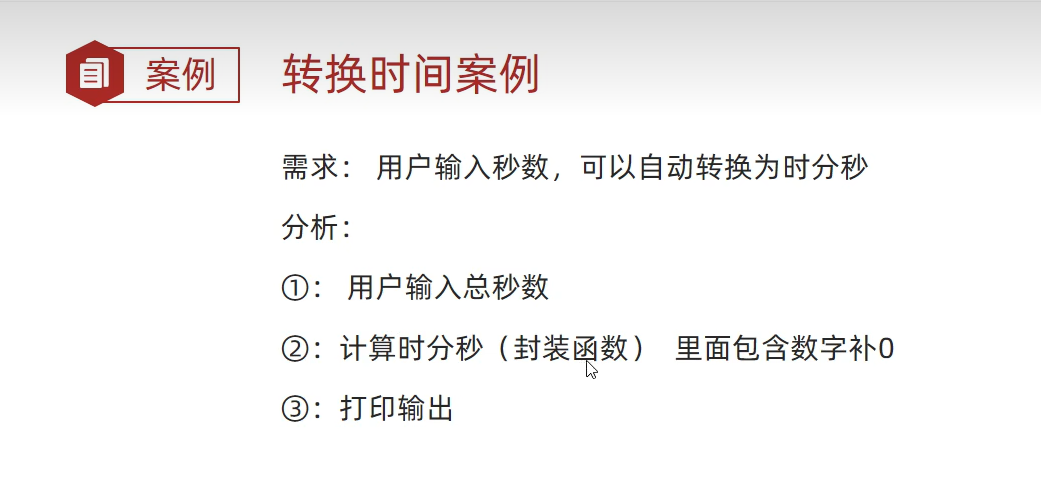 案例
转换时间案例
需求： 用户输入秒数，可以自动转换为时分秒
分析：
①： 用户输入总秒数
②：计算时分秒（封装函数） 里面包含数字补0
③：打印输出